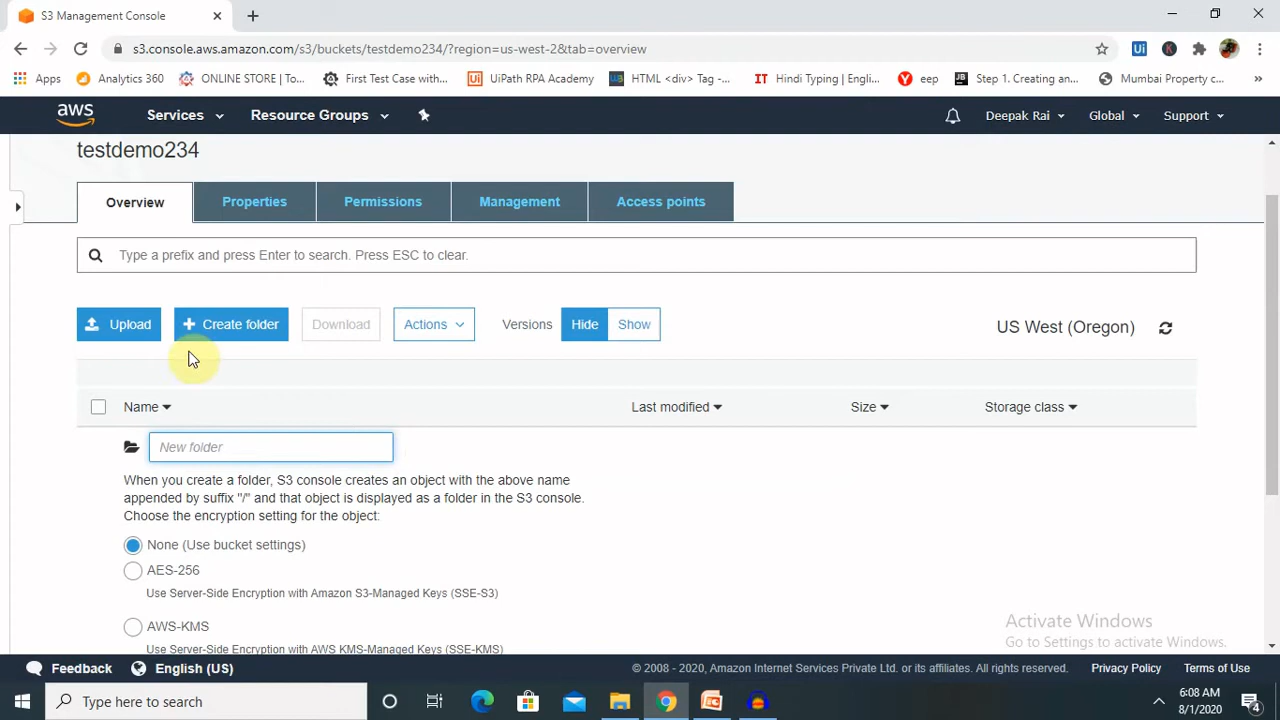 S3 Management Console
s3.console.aws.amazon.com/s3/buckets/testdemo234/?region=us-west-2&tab=overview
Apps
Analytics 360
ONLINE STORE | To...
First Test Case with...
UiPath RPA Academy
HTML <div> Tag -...
Hindi Typing | Engli...
eep
Step 1. Creating an...
Mumbai Property c...
aws
Services
Resource Groups
Deepak Rai
Global
Support
testdemo234
Overview
Properties
Permissions
Management
Access points
Type a prefix and press Enter to search. Press ESC to clear.
Upload
Create folder
Download
Actions
Versions
Hide
Show
US West (Oregon)
Name
Last modified
Size
Storage class
New folder
When you create a folder, S3 console creates an object with the above name
appended by suffix "/" and that object is displayed as a folder in the S3 console.
Choose the encryption setting for the object:
None (Use bucket settings)
AES-256
Use Server-Side Encryption with Amazon S3-Managed Keys (SSE-S3)
AWS-KMS
Use Server-Side Encryption with AWS KMS-Managed Keys (SSE-KMS)
Activate Windows
Go to Settings to activate Windows.
Feedback
English (US)
© 2008 - 2020, Amazon Internet Services Private Ltd. or its affiliates. All rights reserved.
Privacy Policy
Terms of Use
Type here to search
6:08 AM
8/1/2020
4